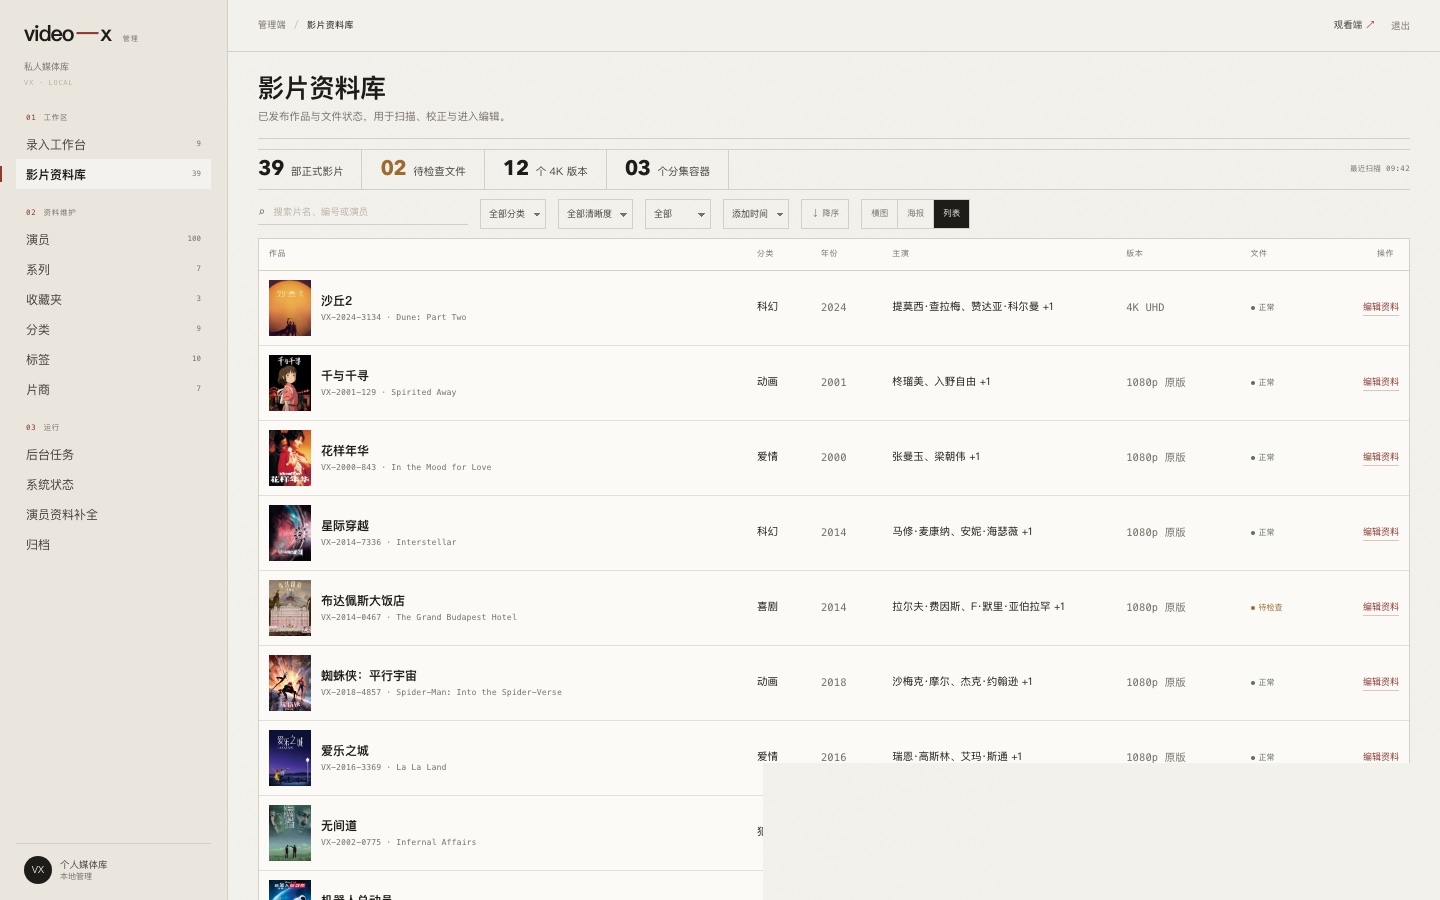 video—x 管理
私人媒体库
VX · LOCAL
01 工作区
录入工作台 9
影片资料库 39
02 资料维护
演员 100
系列 7
收藏夹 3
分类 9
标签 10
片商 7
03 运行
后台任务
系统状态
演员资料补全
归档
VX 个人媒体库
本地管理
管理端 / 影片资料库
观看端 ↗ 退出
影片资料库
已发布作品与文件状态，用于扫描、校正与进入编辑。
39 部正式影片 02 待检查文件 12 个 4K 版本 03 个分集容器 最近扫描 09:42
搜索片名、编号或演员 全部分类 全部清晰度 全部 添加时间 ↓ 降序 横图 海报 列表
作品 分类 年份 主演 版本 文件 操作
沙丘2 科幻 2024 提莫西·查拉梅、赞达亚·科尔曼 +1 4K UHD 正常 编辑资料
VX-2024-3134 · Dune: Part Two
千与千寻 动画 2001 柊瑠美、入野自由 +1 1080p 原版 正常 编辑资料
VX-2001-129 · Spirited Away
花样年华 爱情 2000 张曼玉、梁朝伟 +1 1080p 原版 正常 编辑资料
VX-2000-843 · In the Mood for Love
星际穿越 科幻 2014 马修·麦康纳、安妮·海瑟薇 +1 1080p 原版 正常 编辑资料
VX-2014-7336 · Interstellar
布达佩斯大饭店 喜剧 2014 拉尔夫·费因斯、F·默里·亚伯拉罕 +1 1080p 原版 待检查 编辑资料
VX-2014-0467 · The Grand Budapest Hotel
蜘蛛侠：平行宇宙 动画 2018 沙梅克·摩尔、杰克·约翰逊 +1 1080p 原版 正常 编辑资料
VX-2018-4857 · Spider-Man: Into the Spider-Verse
爱乐之城 爱情 2016 瑞恩·高斯林、艾玛·斯通 +1 1080p 原版 正常 编辑资料
VX-2016-3369 · La La Land
无间道
VX-2002-0775 · Infernal Affairs
机器人总动员